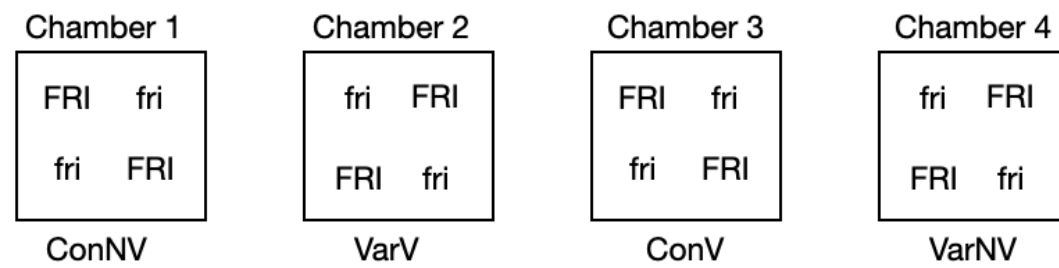 Chamber 1 Chamber 2 Chamber 3 Chamber 4
FRI fri fri FRI FRI fri fri FRI
fri FRI FRI fri fri FRI FRI fri
ConNV VarV ConV VarNV